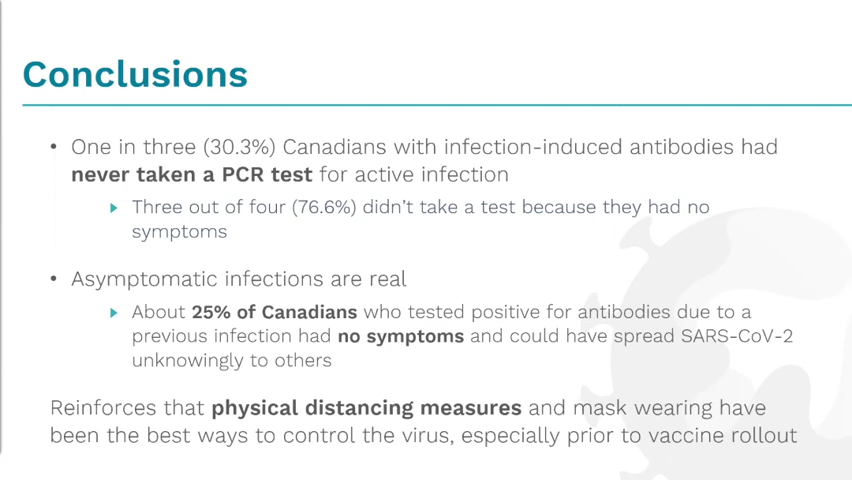 Conclusions
• One in three (30.3%) Canadians with infection-induced antibodies had
never taken a PCR test for active infection
Three out of four (76.6%) didn't take a test because they had no
symptoms
• Asymptomatic infections are real
About 25% of Canadians who tested positive for antibodies due to a
previous infection had no symptoms and could have spread SARS-CoV-2
unknowingly to others
Reinforces that physical distancing measures and mask wearing have
been the best ways to control the virus, especially prior to vaccine rollout